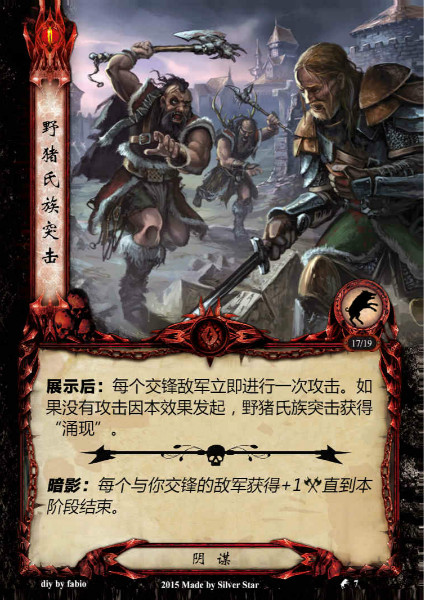 野猪氏族突击
17/19
展示后：每个交锋敌军立即进行一次攻击。如
果没有攻击因本效果发起，野猪氏族突击获得
“涌现”。
暗影：每个与你交锋的敌军获得+1直到本
阶段结束。
阴谋
diy by fabio 2015 Made by Silver Star 7